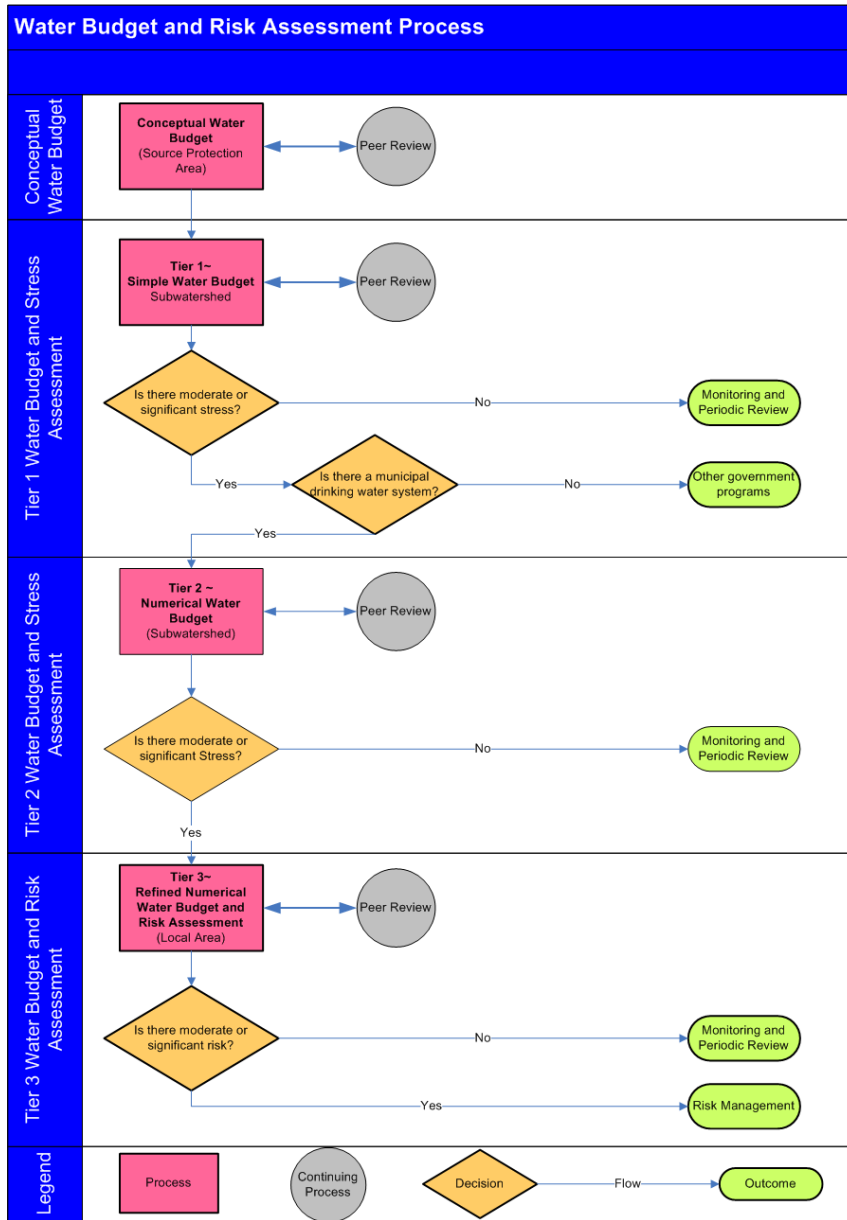 Water Budget and Risk Assessment Process
Conceptual
Water Budget
Conceptual Water
Budget
(Source Protection
Area)
Peer Review
Tier 1 Water Budget and Stress
Assessment
Tier 1~
Simple Water Budget
Subwatershed
Peer Review
Is there moderate or
significant stress?
No
Monitoring and
Periodic Review
Yes
Is there a municipal
drinking water system?
No
Other government
programs
Yes
Tier 2 Water Budget and Stress
Assessment
Tier 2 ~
Numerical Water
Budget
(Subwatershed)
Peer Review
Is there moderate or
significant Stress?
No
Monitoring and
Periodic Review
Yes
Tier 3 Water Budget and Risk
Assessment
Tier 3~
Refined Numerical
Water Budget and
Risk Assessment
(Local Area)
Peer Review
Is there moderate or
significant risk?
No
Monitoring and
Periodic Review
Yes
Risk Management
Legend
Process
Continuing
Process
Decision
Flow
Outcome